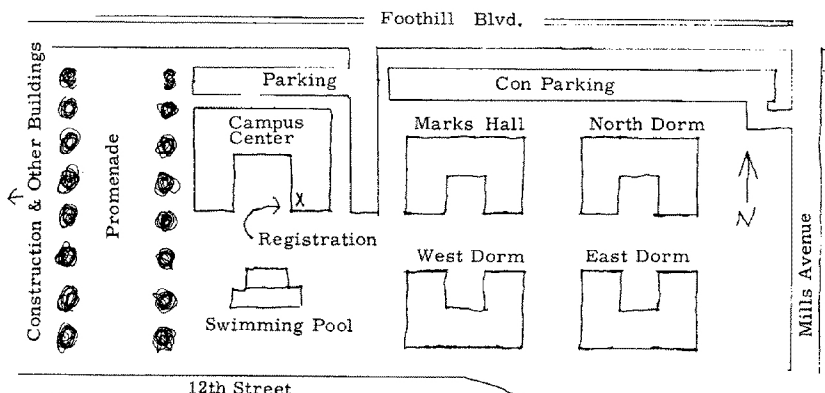 Foothill Blvd.
Construction & Other Buildings
Promenade
Parking
Con Parking
Campus
Center
Marks Hall
North Dorm
X
Registration
N
West Dorm
East Dorm
Swimming Pool
Mills Avenue
12th Street